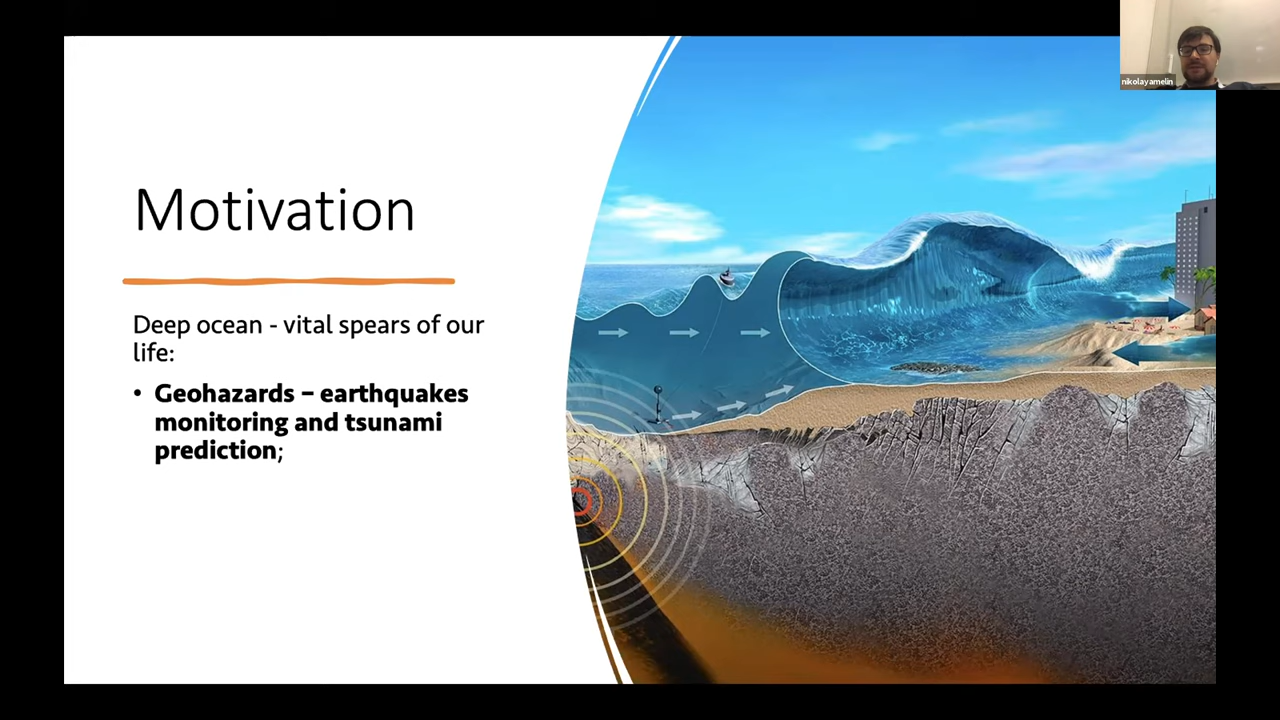 nikolayamelin
Motivation
Deep ocean - vital spears of our
life:
• Geohazards – earthquakes
monitoring and tsunami
prediction;